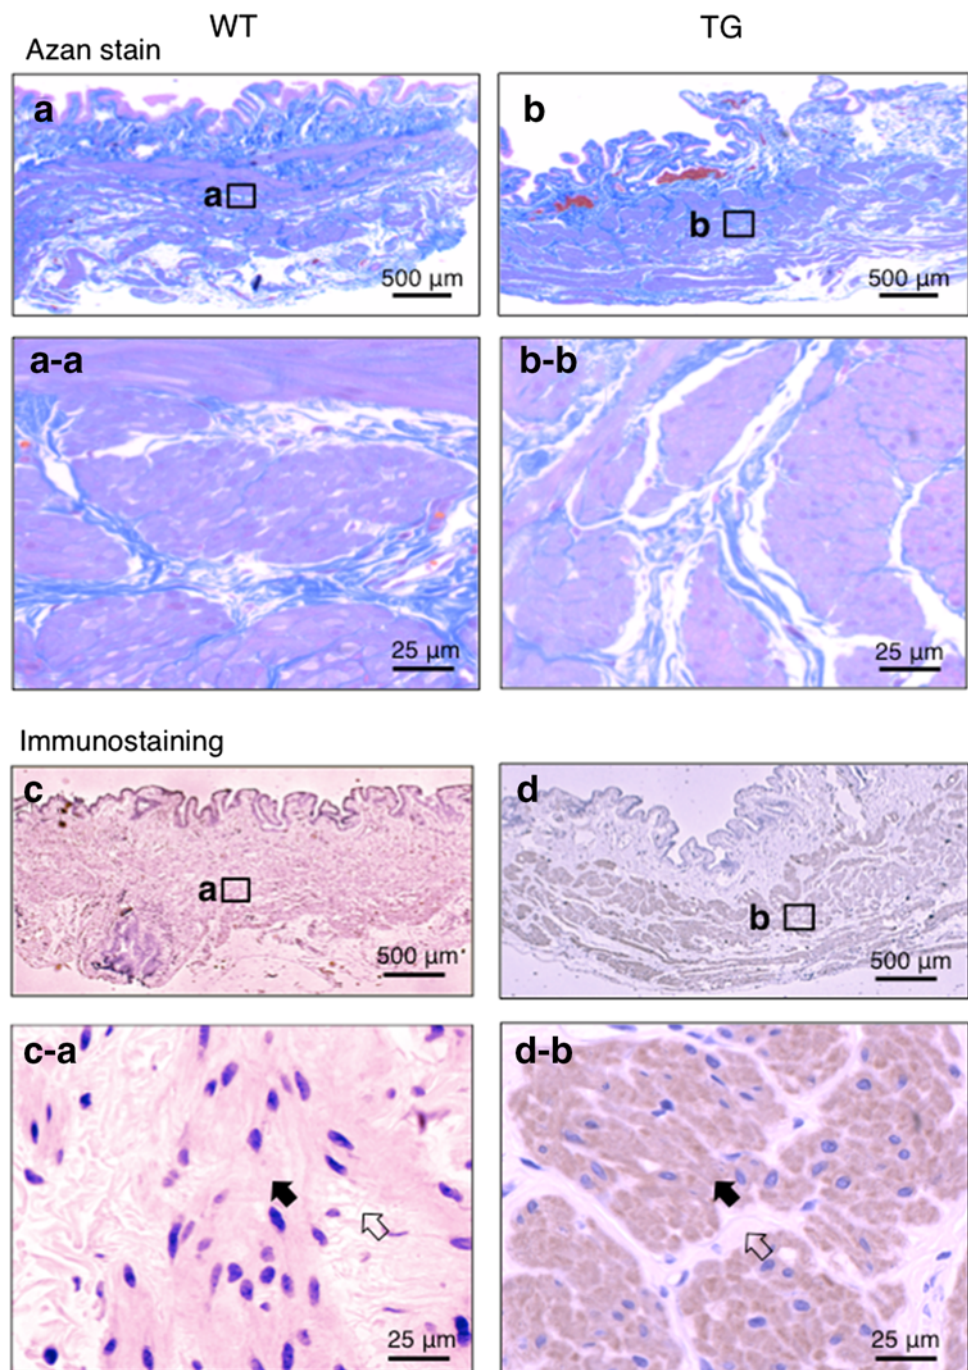 WT TG
Azan stain
a b
a b
500 µm 500 µm
a-a b-b
25 µm 25 µm
Immunostaining
c d
a b
500 µm 500 µm
c-a d-b
25 µm 25 µm